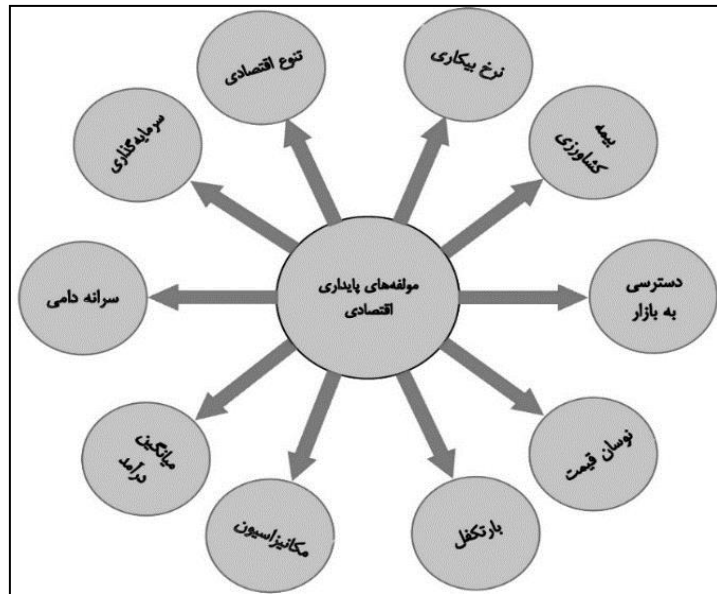 مولفه‌های پایداری
اقتصادی
نرخ بیکاری
بیمه
کشاورزی
دسترسی
به بازار
نوسان قیمت
بارتکفل
مکانیزاسیون
میانگین
درآمد
سرانه دامی
سرمایه‌گذاری
تنوع اقتصادی